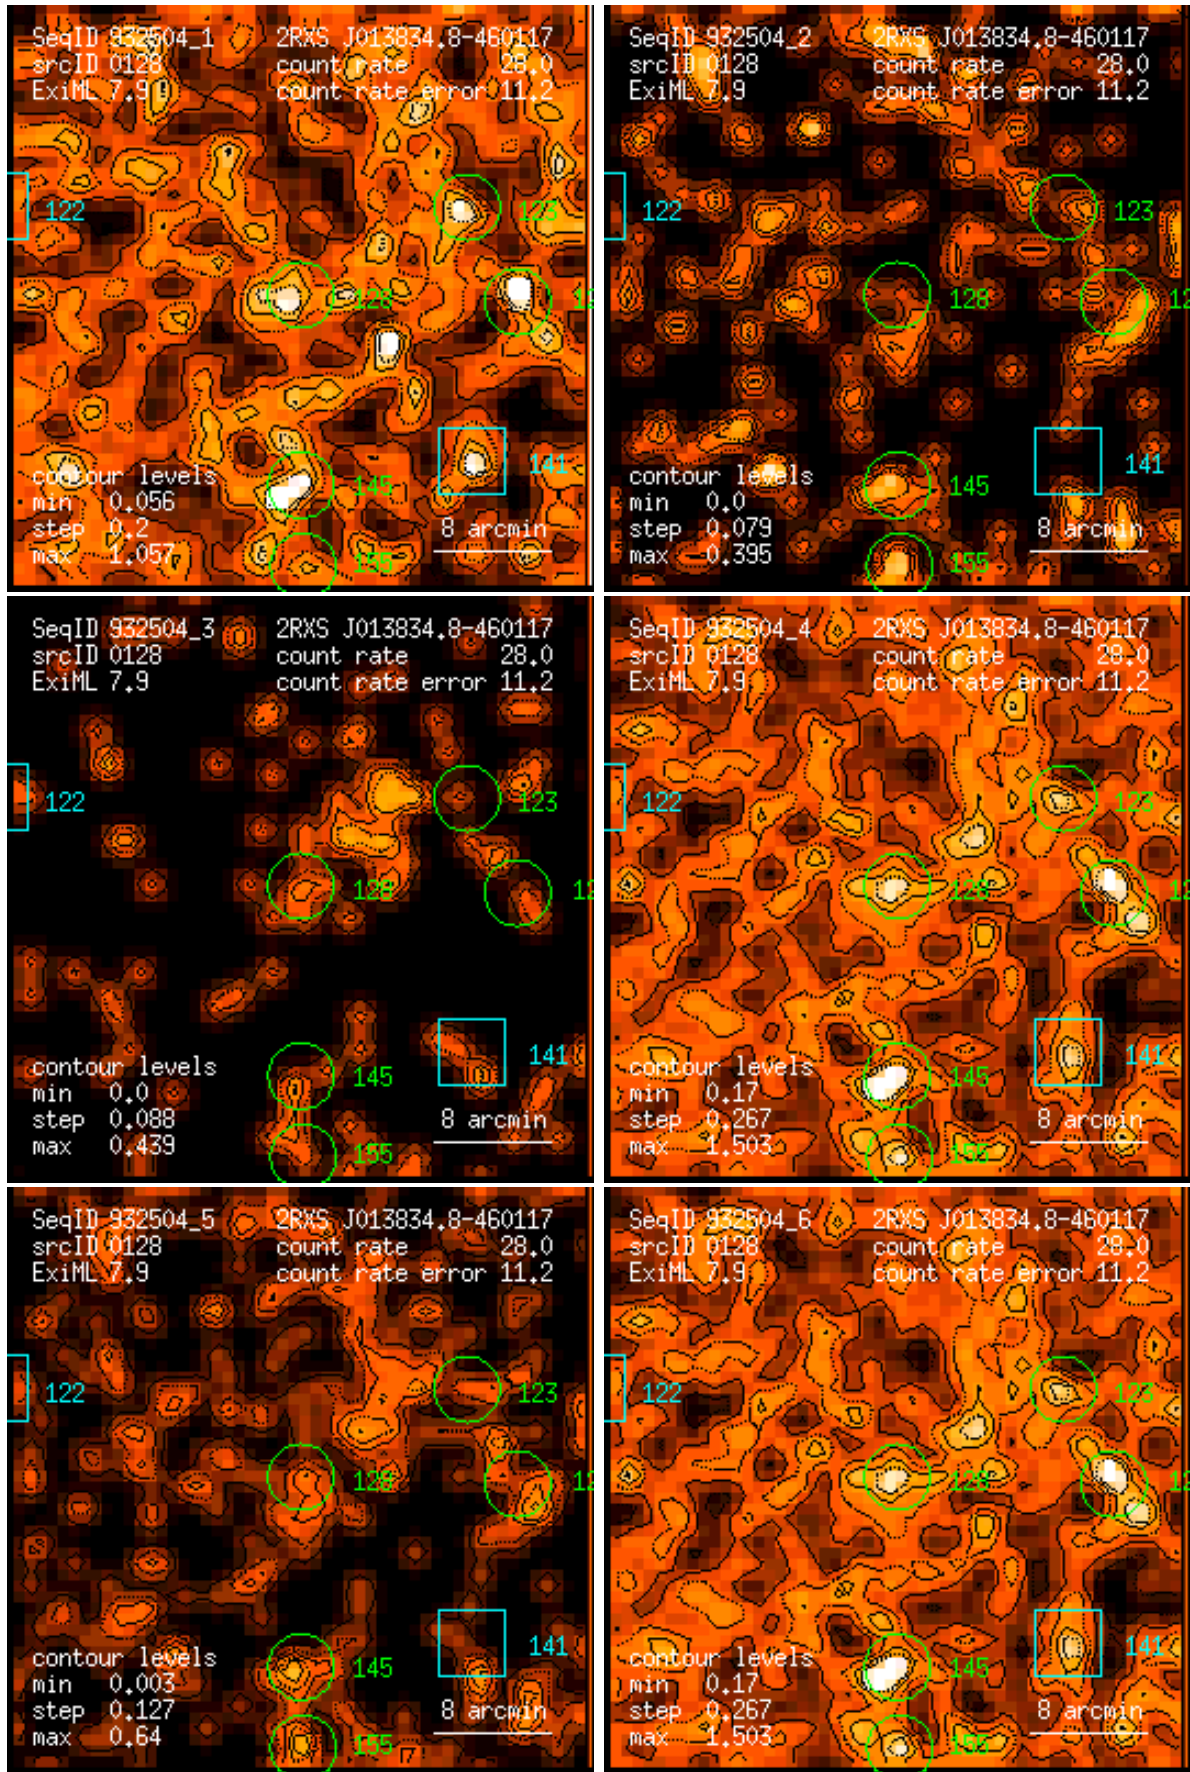 SeqID 932504_1 2RXS J013834.8-460117
srcID 0128 count rate 28.0
ExiML 7.9 count rate error 11.2
122
123
128
12
141
145
155
contour levels
min 0.056
step 0.2
max 1.057
8 arcmin
SeqID 932504_2 2RXS J013834.8-460117
srcID 0128 count rate 28.0
ExiML 7.9 count rate error 11.2
122
123
128
12
141
145
155
contour levels
min 0.0
step 0.079
max 0.395
8 arcmin
SeqID 932504_3 2RXS J013834.8-460117
srcID 0128 count rate 28.0
ExiML 7.9 count rate error 11.2
122
123
128
12
141
145
155
contour levels
min 0.0
step 0.088
max 0.439
8 arcmin
SeqID 932504_4 2RXS J013834.8-460117
srcID 0128 count rate 28.0
ExiML 7.9 count rate error 11.2
122
123
128
12
141
145
155
contour levels
min 0.17
step 0.267
max 1.503
8 arcmin
SeqID 932504_5 2RXS J013834.8-460117
srcID 0128 count rate 28.0
ExiML 7.9 count rate error 11.2
122
123
128
12
141
145
155
contour levels
min 0.003
step 0.127
max 0.64
8 arcmin
SeqID 932504_6 2RXS J013834.8-460117
srcID 0128 count rate 28.0
ExiML 7.9 count rate error 11.2
122
123
128
12
141
145
155
contour levels
min 0.17
step 0.267
max 1.503
8 arcmin